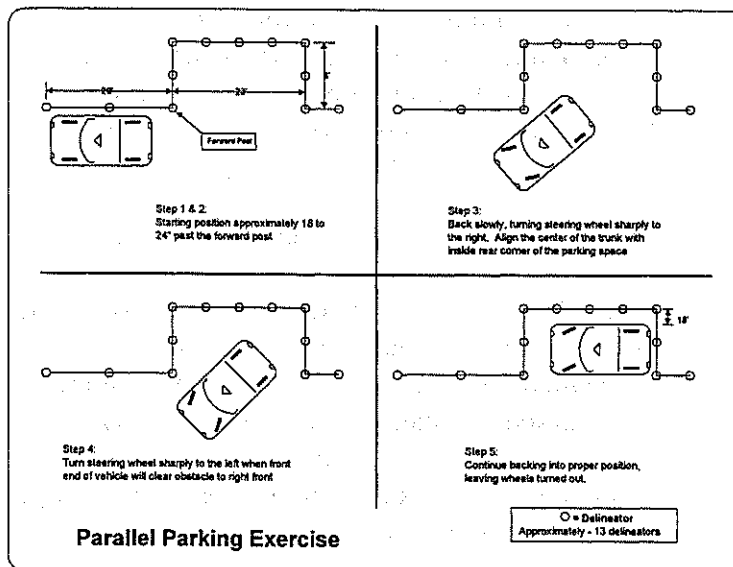 Forward Post
Step 1 & 2:
Starting position approximately 18 to
24" past the forward post
Step 3:
Back slowly, turning steering wheel sharply to
the right. Align the center of the trunk with
inside rear corner of the parking space
Step 4:
Turn steering wheel sharply to the left when front
end of vehicle will clear obstacle to right front
18"
Step 5:
Continue backing into proper position,
leaving wheels turned out.
Parallel Parking Exercise
O = Delineator
Approximately - 13 delineators